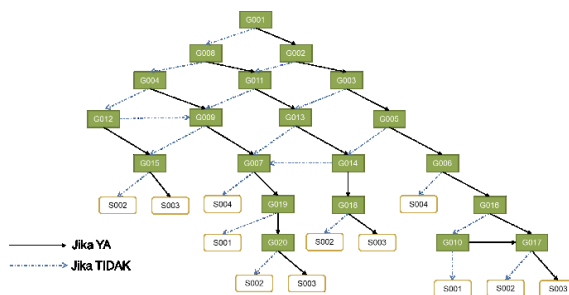 G001
G008 G002
G004 G011 G003
G012 G009 G013 G005
G015 G007 G014 G006
S002 S003 S004 G019 G018 S004 G016
S001 G020 S002 S003 G010 G017
S002 S003 S001 S002 S003
Jika YA
Jika TIDAK